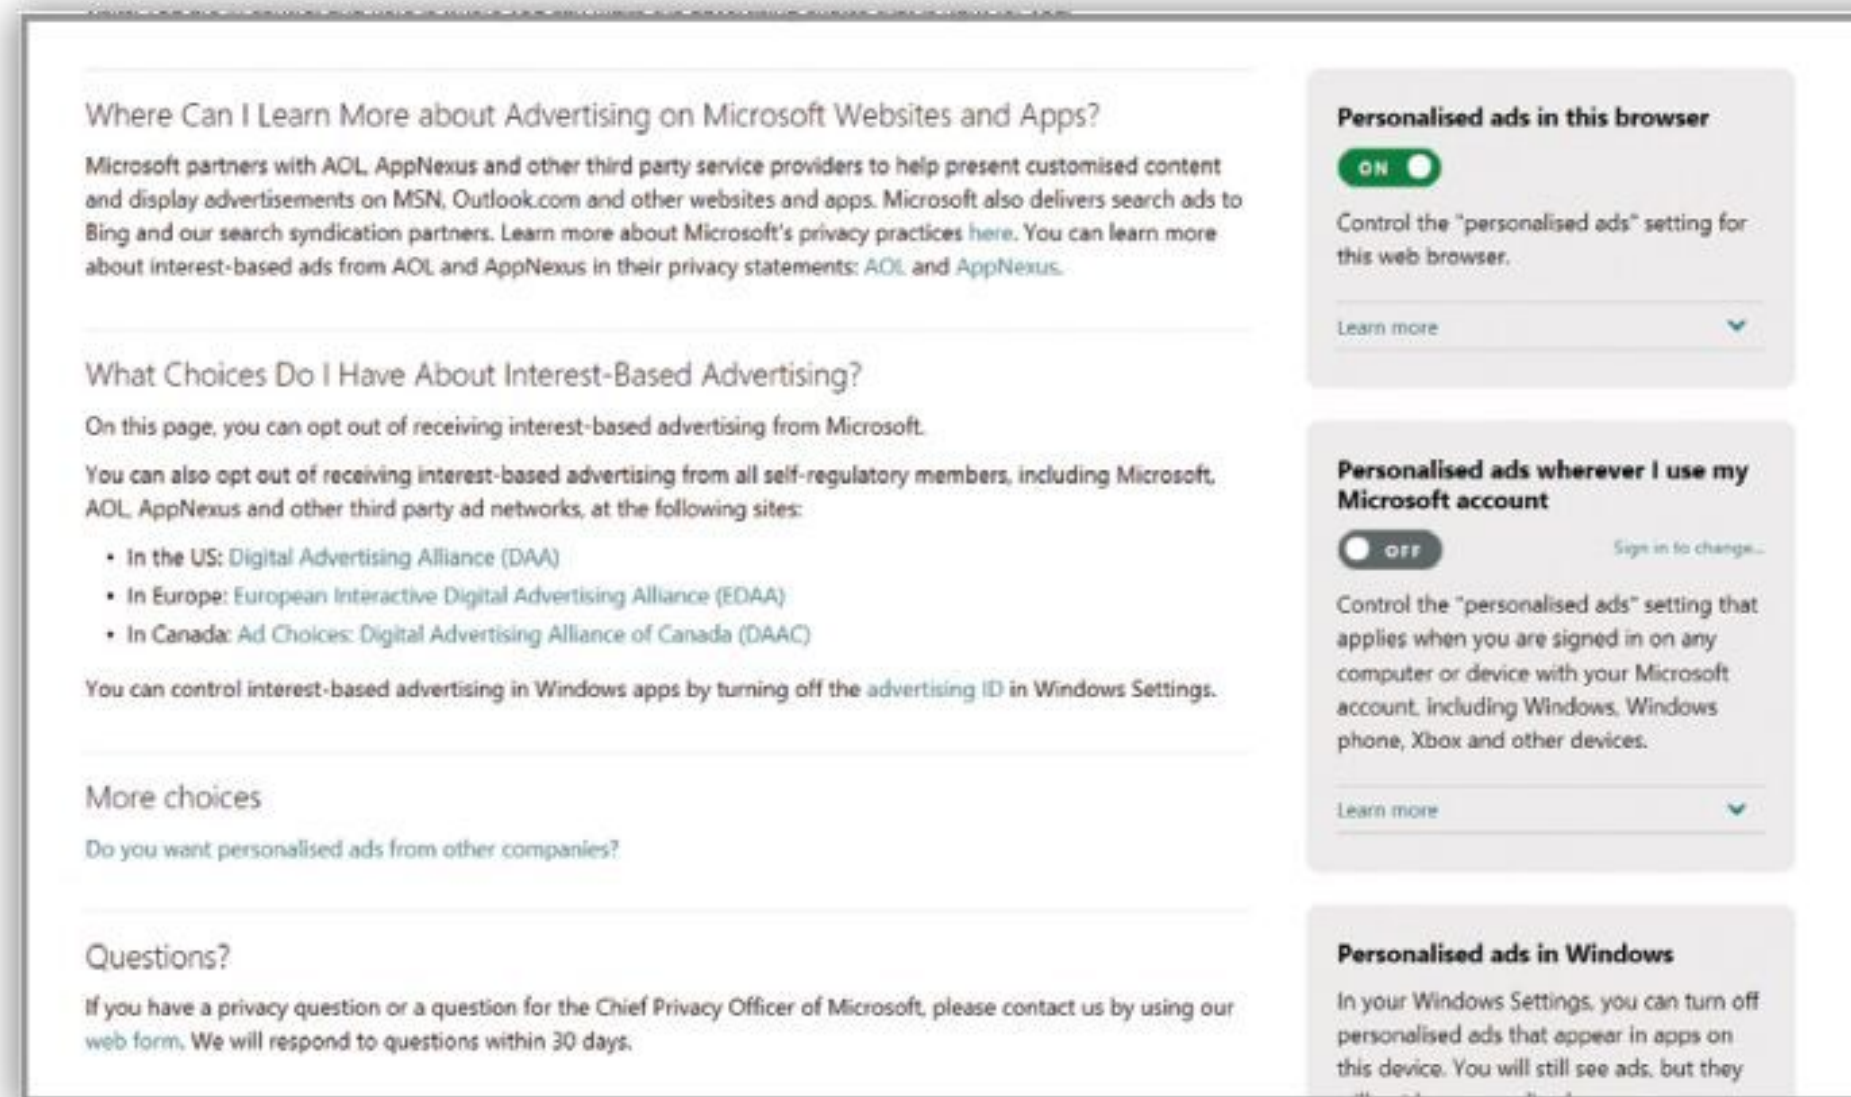 Where Can I Learn More about Advertising on Microsoft Websites and Apps?
Microsoft partners with AOL, AppNexus and other third party service providers to help present customised content
and display advertisements on MSN, Outlook.com and other websites and apps. Microsoft also delivers search ads to
Bing and our search syndication partners. Learn more about Microsoft's privacy practices here. You can learn more
about interest-based ads from AOL and AppNexus in their privacy statements: AOL and AppNexus.
What Choices Do I Have About Interest-Based Advertising?
On this page, you can opt out of receiving interest-based advertising from Microsoft.
You can also opt out of receiving interest-based advertising from all self-regulatory members, including Microsoft,
AOL, AppNexus and other third party ad networks, at the following sites:
• In the US: Digital Advertising Alliance (DAA)
• In Europe: European Interactive Digital Advertising Alliance (EDAA)
• In Canada: Ad Choices: Digital Advertising Alliance of Canada (DAAC)
You can control interest-based advertising in Windows apps by turning off the advertising ID in Windows Settings.
More choices
Do you want personalised ads from other companies?
Questions?
If you have a privacy question or a question for the Chief Privacy Officer of Microsoft, please contact us by using our
web form. We will respond to questions within 30 days.
Personalised ads in this browser
ON
Control the "personalised ads" setting for
this web browser.
Learn more
Personalised ads wherever I use my
Microsoft account
OFF
Sign in to change...
Control the "personalised ads" setting that
applies when you are signed in on any
computer or device with your Microsoft
account, including Windows, Windows
phone, Xbox and other devices.
Learn more
Personalised ads in Windows
In your Windows Settings, you can turn off
personalised ads that appear in apps on
this device. You will still see ads, but they